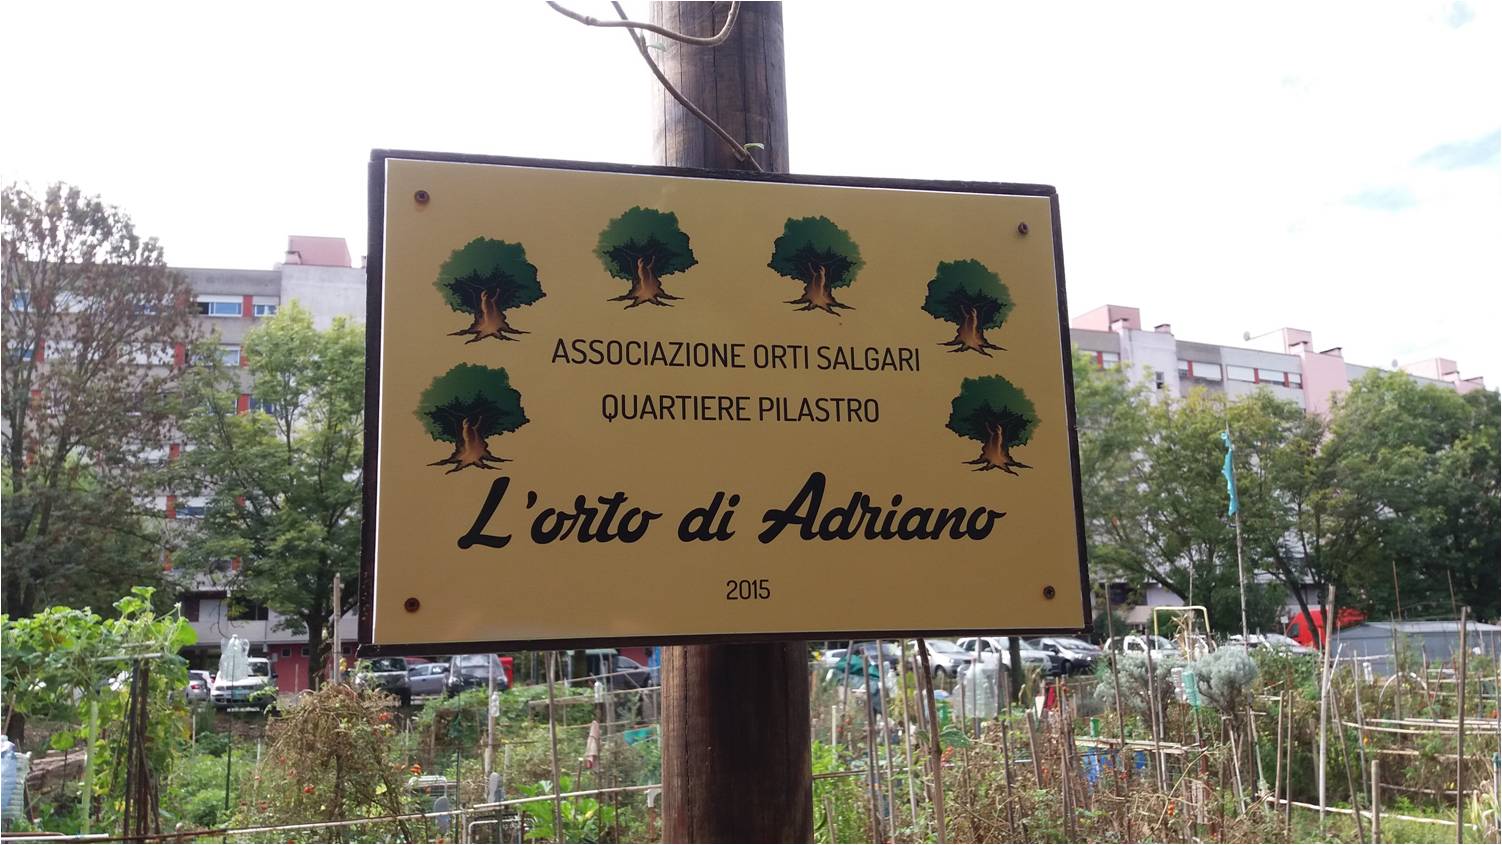 ASSOCIAZIONE ORTI SALGARI
QUARTIERE PILASTRO
L'orto di Adriano
2015